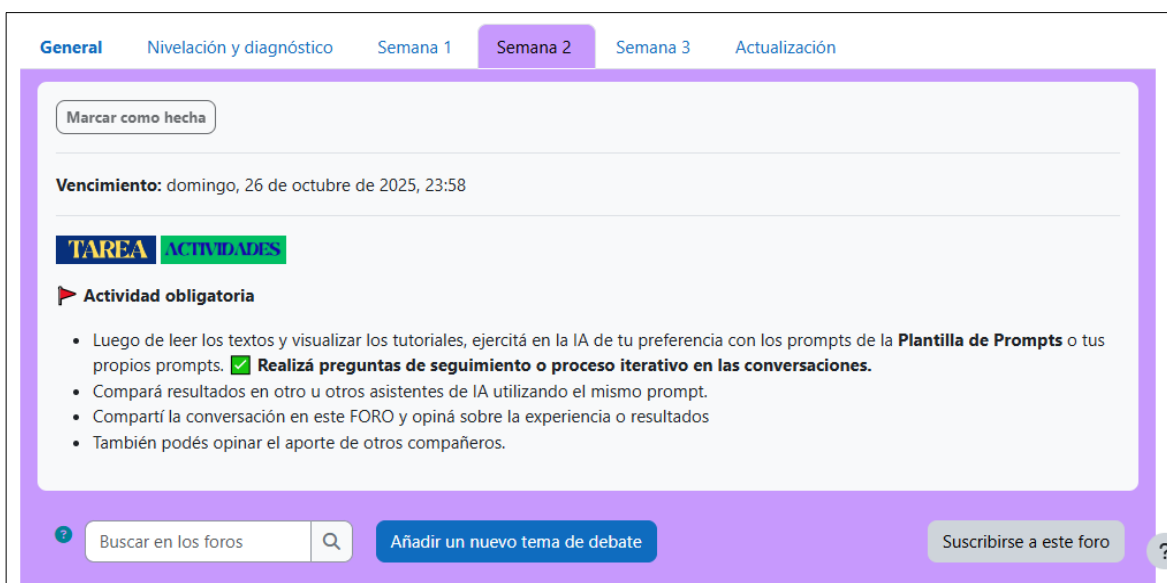 General Nivelación y diagnóstico Semana 1 Semana 2 Semana 3 Actualización
Marcar como hecha
Vencimiento: domingo, 26 de octubre de 2025, 23:58
TAREA ACTIVIDADES
Actividad obligatoria
Luego de leer los textos y visualizar los tutoriales, ejercitá en la IA de tu preferencia con los prompts de la Plantilla de Prompts o tus
propios prompts. ✅ Realizá preguntas de seguimiento o proceso iterativo en las conversaciones.
Compará resultados en otro u otros asistentes de IA utilizando el mismo prompt.
Compartí la conversación en este FORO y opiná sobre la experiencia o resultados
También podés opinar el aporte de otros compañeros.
? Buscar en los foros Añadir un nuevo tema de debate Suscribirse a este foro ?